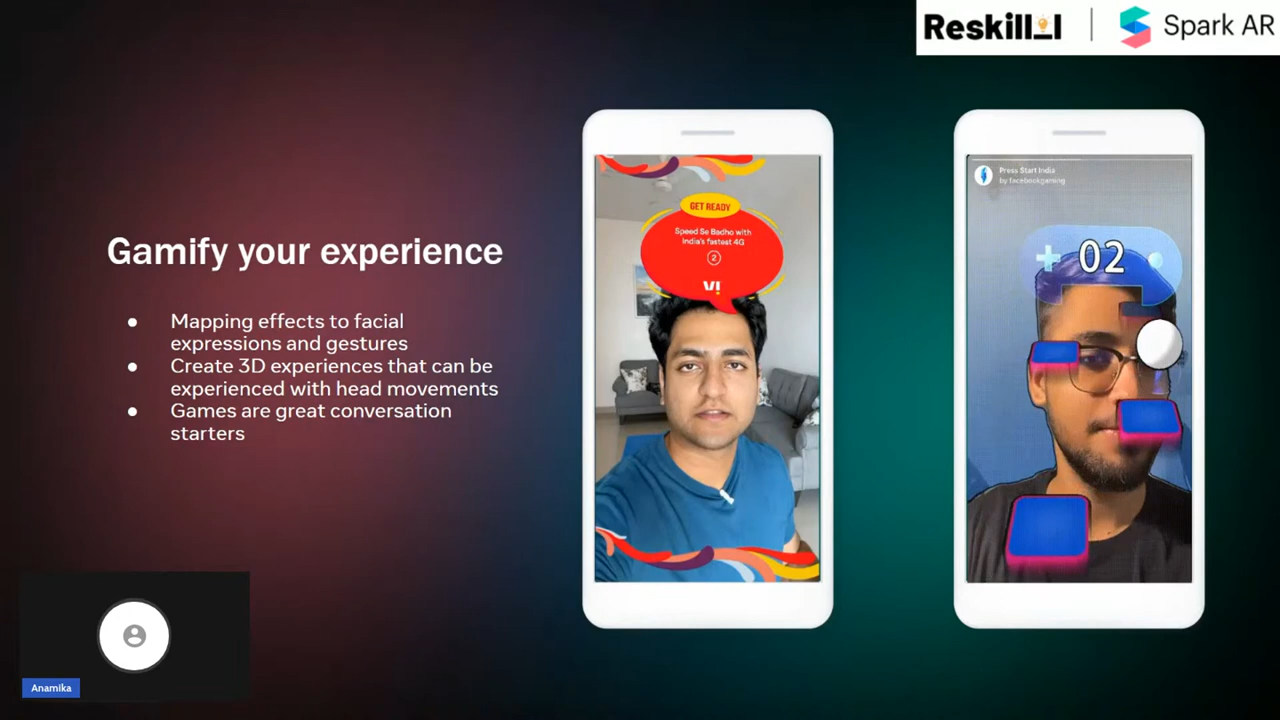 Reskill_I | Spark AR
Gamify your experience
● Mapping effects to facial
expressions and gestures
● Create 3D experiences that can be
experienced with head movements
● Games are great conversation
starters
GET READY
Speed Se Badho with
India's fastest 4G
2
V!
Press Start India
by facebookgaming
02
Anamika